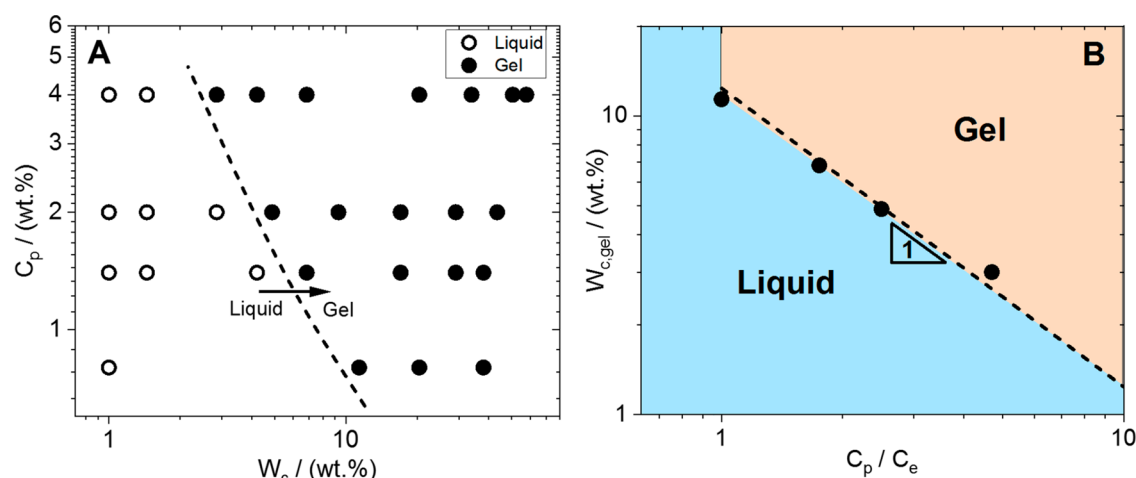 A
Liquid
Gel
6
5
4
3
2
1
C_p / (wt.%)
Liquid
Gel
1
10
W_c / (wt.%)
B
Gel
Liquid
1
10
1
W_c,gel / (wt.%)
1
10
C_p / C_e